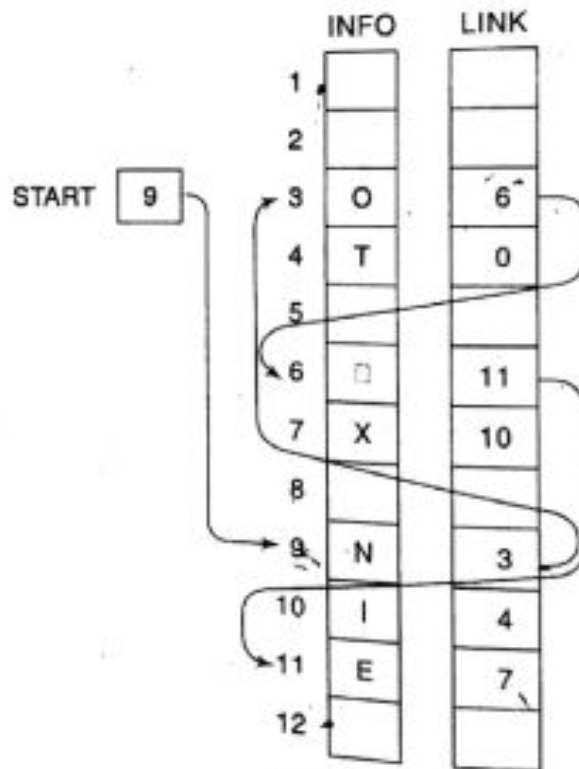 INFO LINK
1
2
START 9 3 O 6
4 T 0
5
6 □ 11
7 X 10
8
9 N 3
10 I 4
11 E 7
12